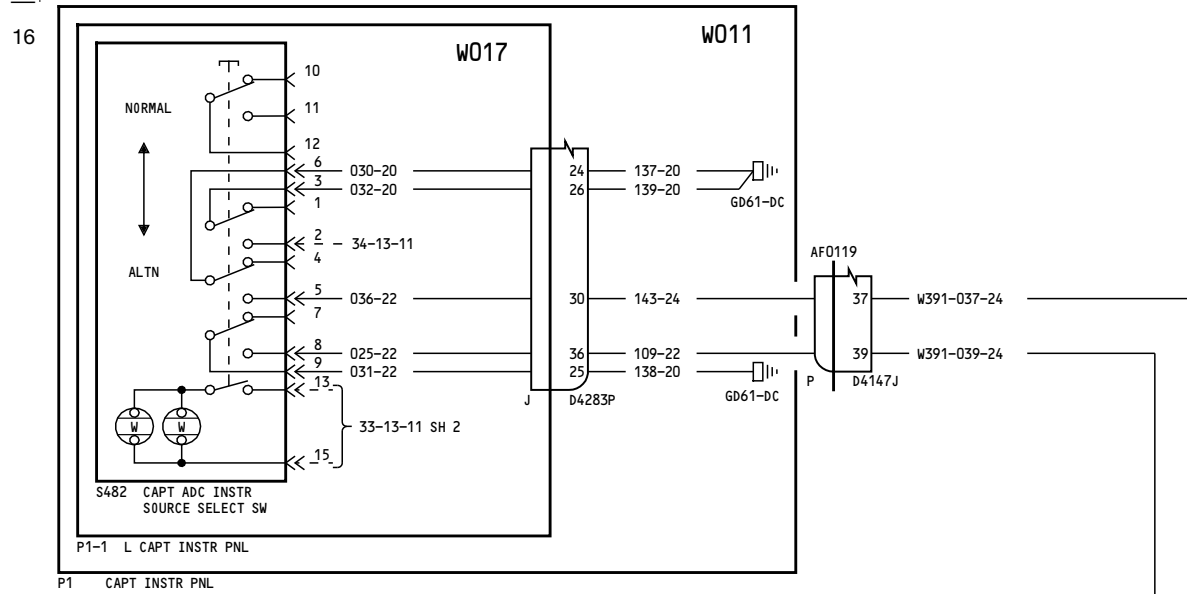 16
W017
W011
NORMAL
ALTN
10
11
12
6 030-20 24 137-20
3 032-20 26 139-20
GD61-DC
1
2 34-13-11
4
AF0119
5 036-22 30 143-24 37 W391-037-24
7
8 025-22 36 109-22 39 W391-039-24
9 031-22 25 138-20
GD61-DC
P D4147J
J D4283P
13
33-13-11 SH 2
W W
15
S482 CAPT ADC INSTR
SOURCE SELECT SW
P1-1 L CAPT INSTR PNL
P1 CAPT INSTR PNL